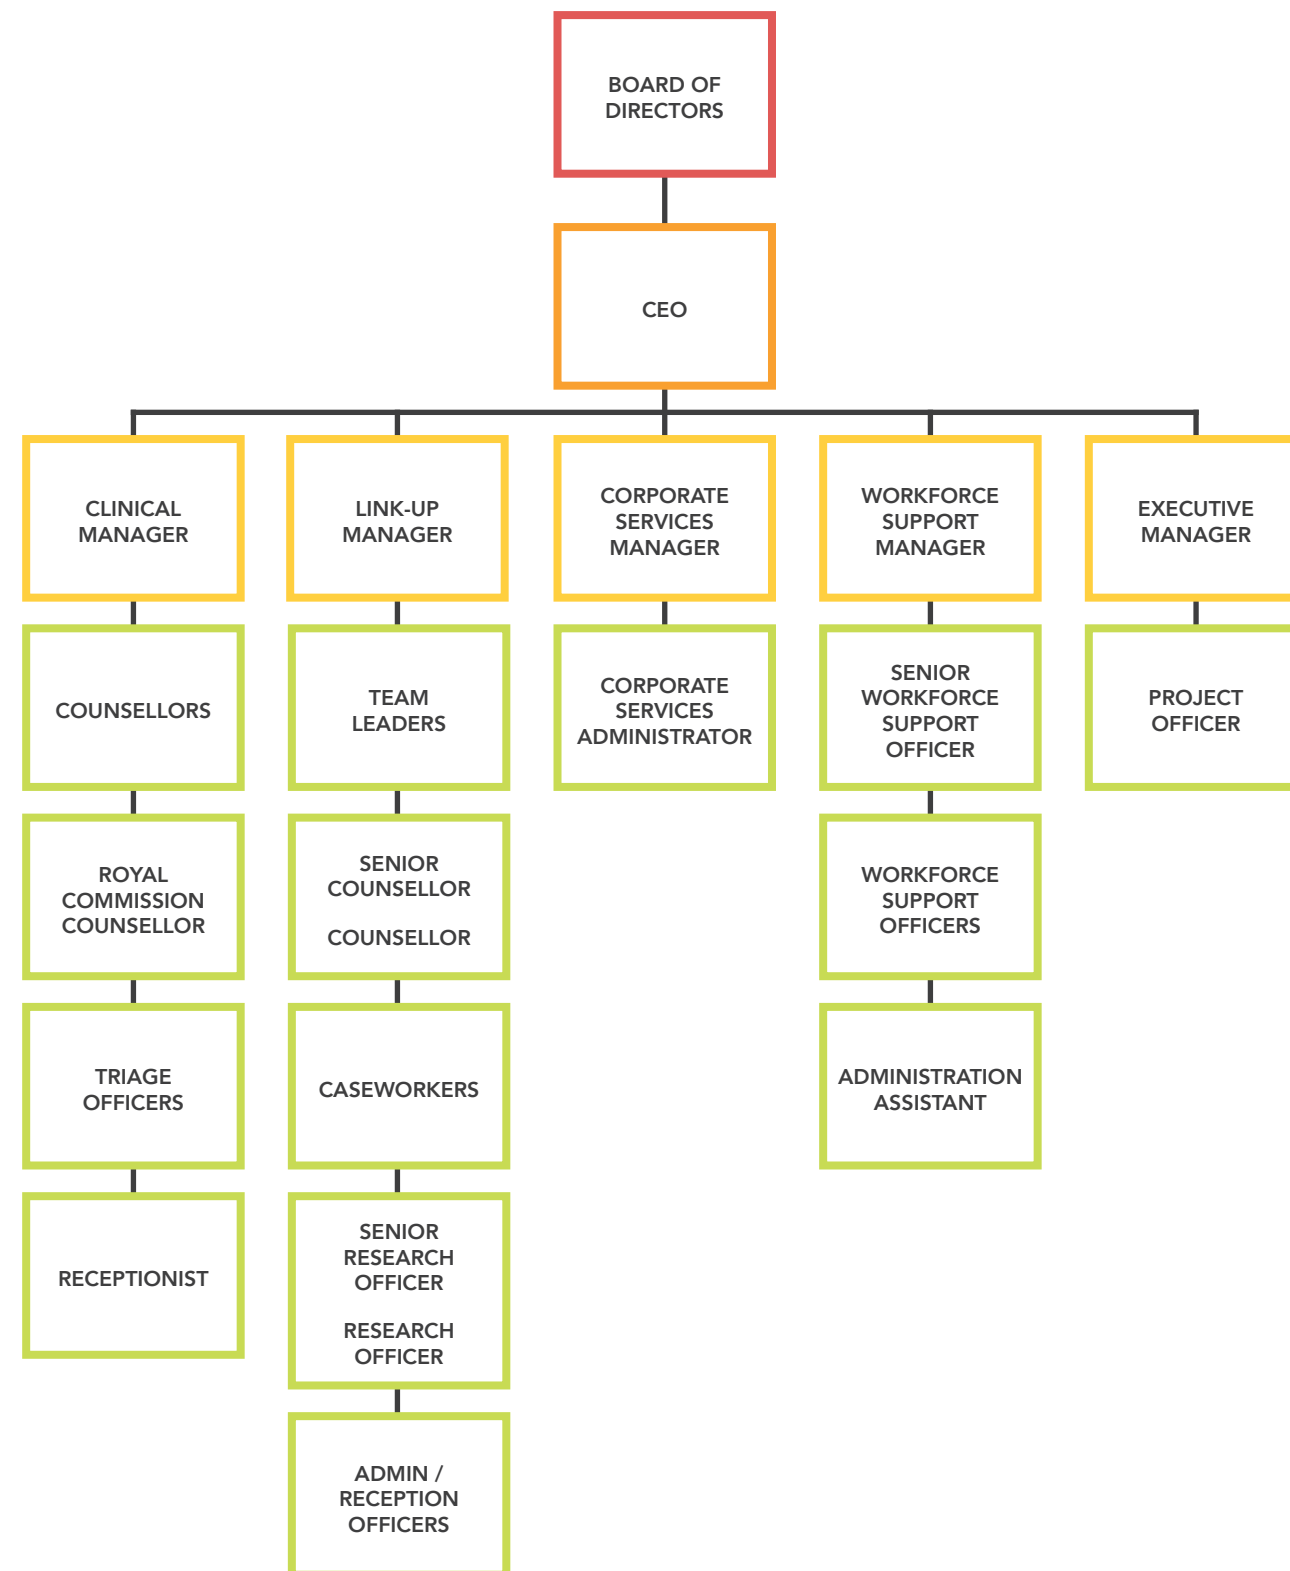 BOARD OF
DIRECTORS
CEO
CLINICAL
MANAGER
LINK-UP
MANAGER
CORPORATE
SERVICES
MANAGER
WORKFORCE
SUPPORT
MANAGER
EXECUTIVE
MANAGER
COUNSELLORS
TEAM
LEADERS
CORPORATE
SERVICES
ADMINISTRATOR
SENIOR
WORKFORCE
SUPPORT
OFFICER
PROJECT
OFFICER
ROYAL
COMMISSION
COUNSELLOR
SENIOR
COUNSELLOR
COUNSELLOR
WORKFORCE
SUPPORT
OFFICERS
TRIAGE
OFFICERS
CASEWORKERS
ADMINISTRATION
ASSISTANT
RECEPTIONIST
SENIOR
RESEARCH
OFFICER
RESEARCH
OFFICER
ADMIN /
RECEPTION
OFFICERS